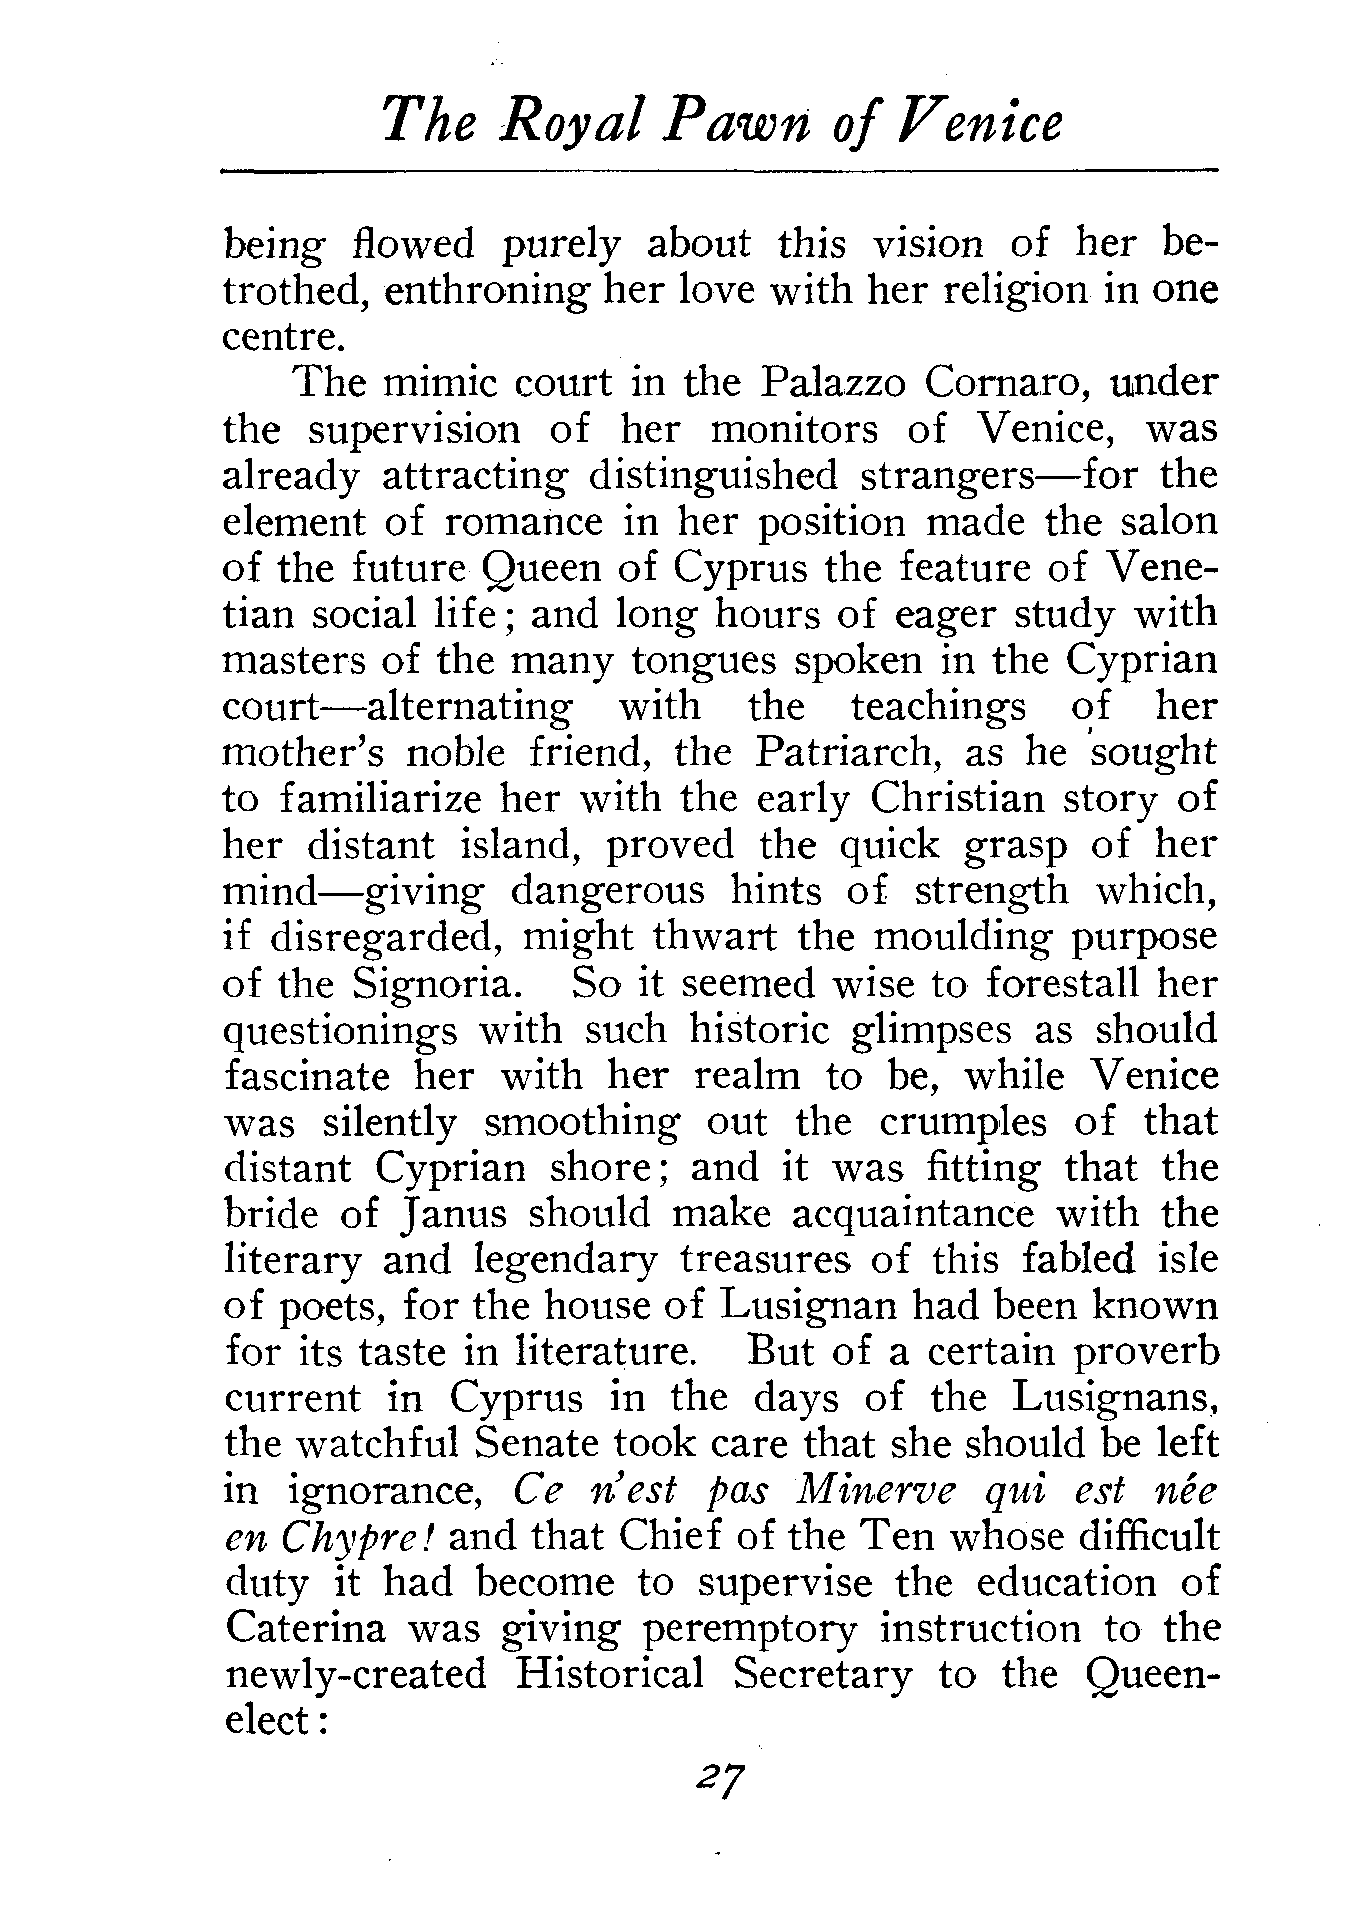 The Royal Pawn of Venice
being flowed purely about this vision of her be-
trothed, enthroning her love with her religion in one
centre.
The mimic court in the Palazzo Cornaro, under
the supervision of her monitors of Venice, was
already attracting distinguished strangers—for the
element of romance in her position made the salon
of the future Queen of Cyprus the feature of Vene-
tian social life; and long hours of eager study with
masters of the many tongues spoken in the Cyprian
court—alternating with the teachings of her
mother's noble friend, the Patriarch, as he sought
to familiarize her with the early Christian story of
her distant island, proved the quick grasp of her
mind—giving dangerous hints of strength which,
if disregarded, might thwart the moulding purpose
of the Signoria. So it seemed wise to forestall her
questionings with such historic glimpses as should
fascinate her with her realm to be, while Venice
was silently smoothing out the crumples of that
distant Cyprian shore; and it was fitting that the
bride of Janus should make acquaintance with the
literary and legendary treasures of this fabled isle
of poets, for the house of Lusignan had been known
for its taste in literature. But of a certain proverb
current in Cyprus in the days of the Lusignans,
the watchful Senate took care that she should be left
in ignorance, Ce n'est pas Minerve qui est née
en Chypre! and that Chief of the Ten whose difficult
duty it had become to supervise the education of
Caterina was giving peremptory instruction to the
newly-created Historical Secretary to the Queen-
elect:
27